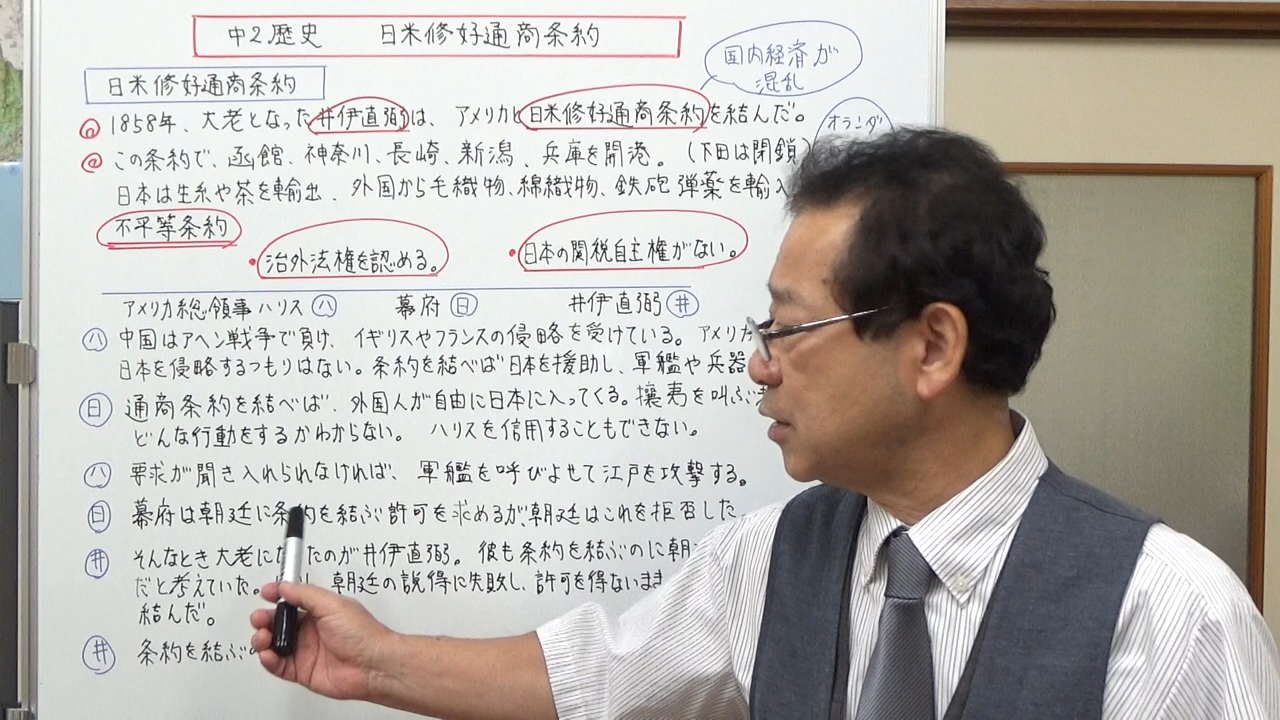 中2歴史 日米修好通商条約
国内経済が
混乱
日米修好通商条約
1858年、大老となった井伊直弼は、アメリカと日米修好通商条約を結んだ。
オランダ
この条約で、函館、神奈川、長崎、新潟、兵庫を開港。(下田は閉鎖)
日本は生糸や茶を輸出、外国から毛織物、綿織物、鉄砲弾薬を輸入
不平等条約
・治外法権を認める。 ・日本の関税自主権がない。
アメリカ総領事ハリス ハ 幕府 日 井伊直弼 井
ハ 中国はアヘン戦争で負け、イギリスやフランスの侵略を受けている。アメリカ
日本を侵略するつもりはない。条約を結べば日本を援助し、軍艦や兵器
日 通商条約を結べば、外国人が自由に日本に入ってくる。攘夷を叫ぶ
どんな行動をするかわからない。 ハリスを信用することもできない。
ハ 要求が聞き入れられなければ、軍艦を呼びよせて江戸を攻撃する。
日 幕府は朝廷に条約を結ぶ許可を求めるが、朝廷はこれを拒否した
井 そんなとき大老になったのが井伊直弼。彼も条約を結ぶのに朝
だと考えていた。 朝廷の説得に失敗し、許可を得ないまま
結んだ。
井 条約を結ぶ